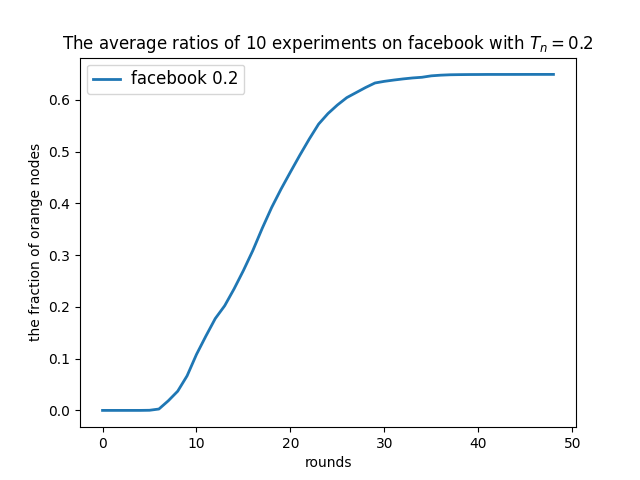 The average ratios of 10 experiments on facebook with $T_n = 0.2$
facebook 0.2
0.6
0.5
0.4
0.3
0.2
0.1
0.0
the fraction of orange nodes
0 10 20 30 40 50
rounds